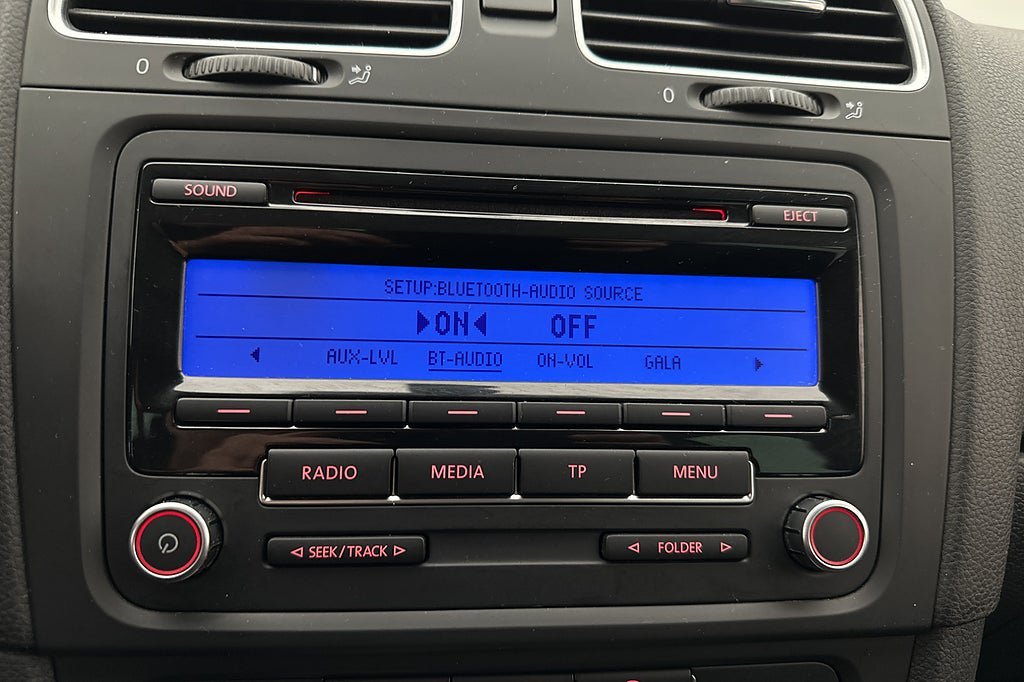 0
0
SOUND
EJECT
SETUP:BLUETOOTH-AUDIO SOURCE
ON OFF
AUX-LVL BT-AUDIO ON-VOL GALA
RADIO MEDIA TP MENU
SEEK/TRACK FOLDER